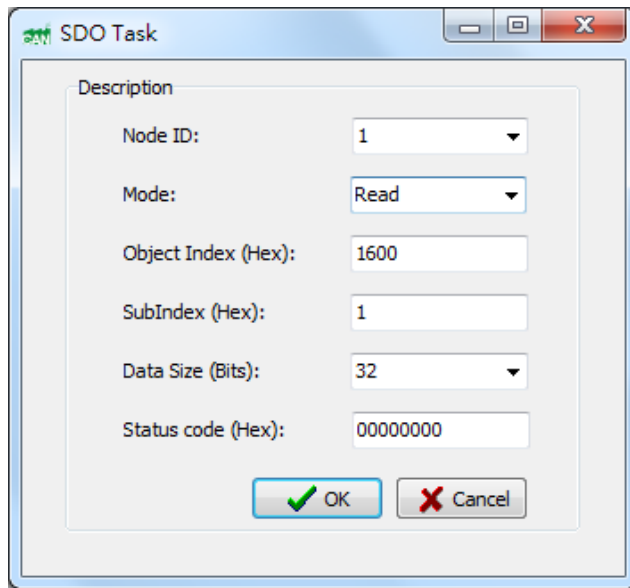 SDO Task
Description
Node ID: 1
Mode: Read
Object Index (Hex): 1600
SubIndex (Hex): 1
Data Size (Bits): 32
Status code (Hex): 00000000
OK Cancel